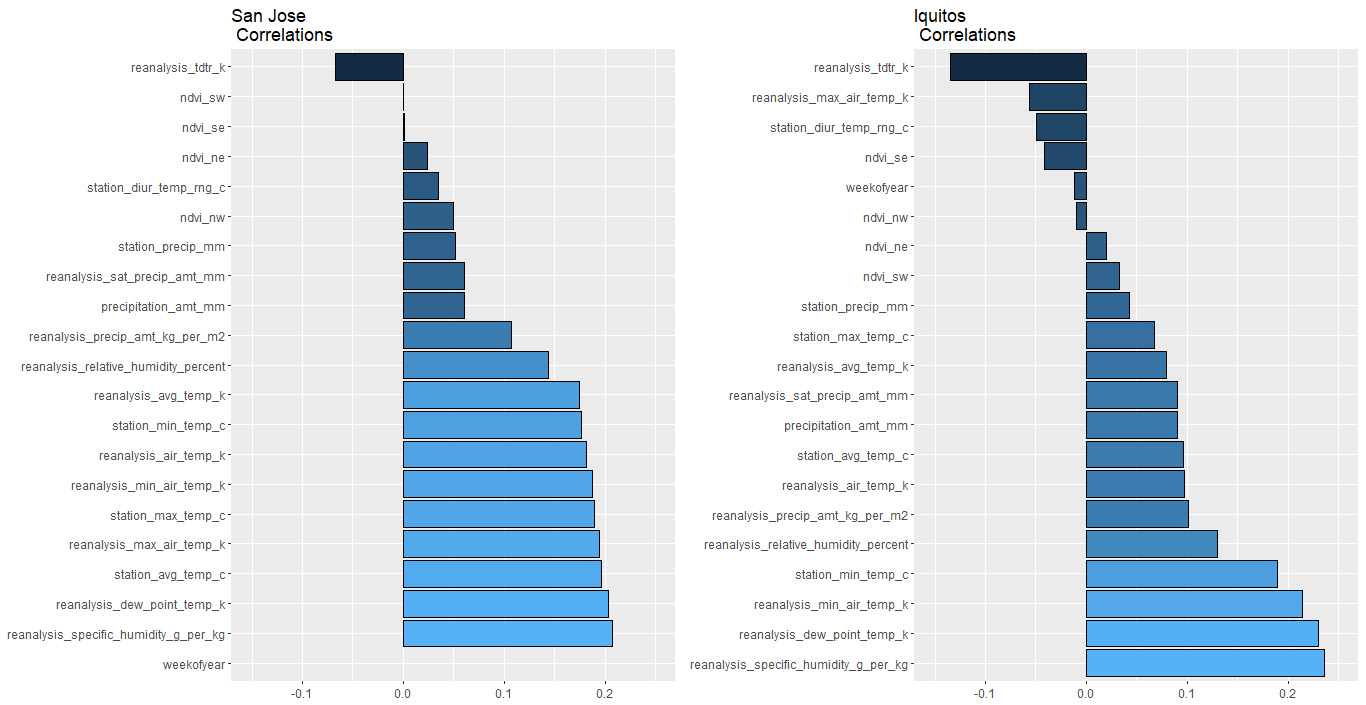 San Jose
Correlations
reanalysis_tdtr_k
ndvi_sw
ndvi_se
ndvi_ne
station_diur_temp_rng_c
ndvi_nw
station_precip_mm
reanalysis_sat_precip_amt_mm
precipitation_amt_mm
reanalysis_precip_amt_kg_per_m2
reanalysis_relative_humidity_percent
reanalysis_avg_temp_k
station_min_temp_c
reanalysis_air_temp_k
reanalysis_min_air_temp_k
station_max_temp_c
reanalysis_max_air_temp_k
station_avg_temp_c
reanalysis_dew_point_temp_k
reanalysis_specific_humidity_g_per_kg
weekofyear
-0.1 0.0 0.1 0.2
Iquitos
Correlations
reanalysis_tdtr_k
reanalysis_max_air_temp_k
station_diur_temp_rng_c
ndvi_se
weekofyear
ndvi_nw
ndvi_ne
ndvi_sw
station_precip_mm
station_max_temp_c
reanalysis_avg_temp_k
reanalysis_sat_precip_amt_mm
precipitation_amt_mm
station_avg_temp_c
reanalysis_air_temp_k
reanalysis_precip_amt_kg_per_m2
reanalysis_relative_humidity_percent
station_min_temp_c
reanalysis_min_air_temp_k
reanalysis_dew_point_temp_k
reanalysis_specific_humidity_g_per_kg
-0.1 0.0 0.1 0.2